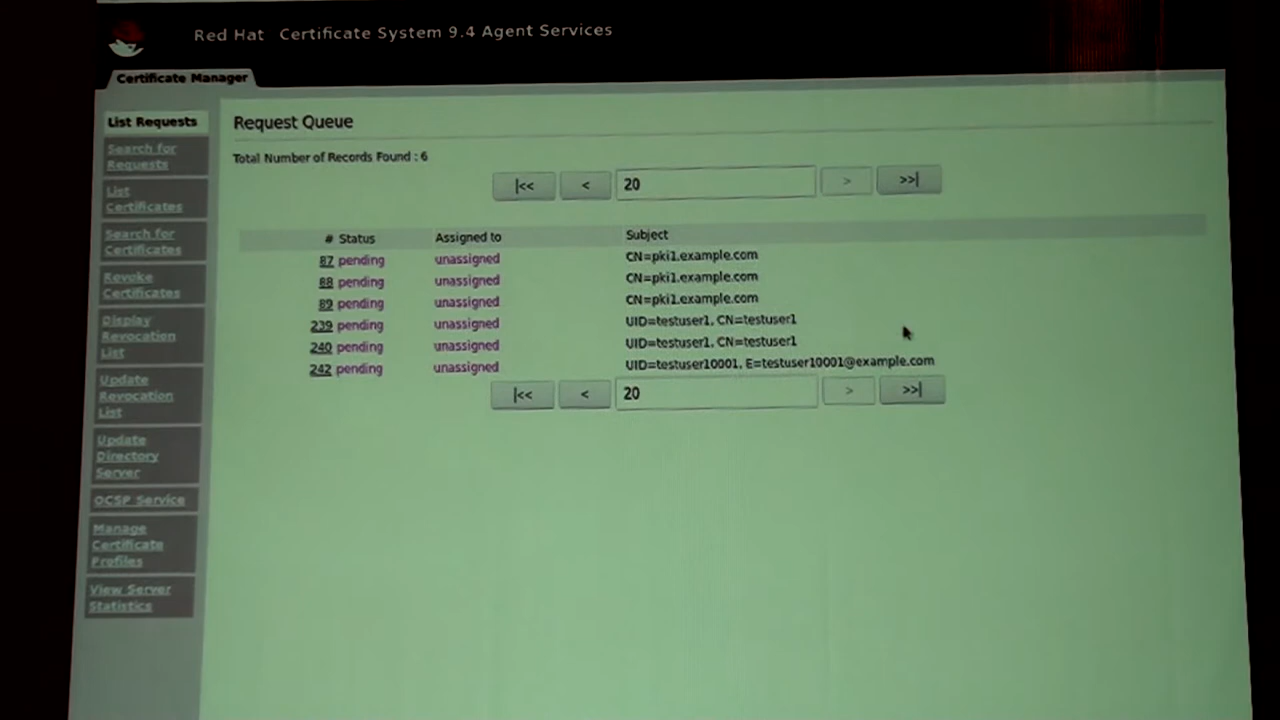 Red Hat Certificate System 9.4 Agent Services
Certificate Manager
List Requests
Search for
Requests
List
Certificates
Search for
Certificates
Revoke
Certificates
Display
Revocation
List
Update
Revocation
List
Update
Directory
Server
OCSP Service
Manage
Certificate
Profiles
View Server
Statistics
Request Queue
Total Number of Records Found : 6
|<< < 20 > >>|
# Status Assigned to Subject
87 pending unassigned CN=pki1.example.com
88 pending unassigned CN=pki1.example.com
89 pending unassigned CN=pki1.example.com
239 pending unassigned UID=testuser1, CN=testuser1
240 pending unassigned UID=testuser1, CN=testuser1
242 pending unassigned UID=testuser10001, E=testuser10001@example.com
|<< < 20 > >>|